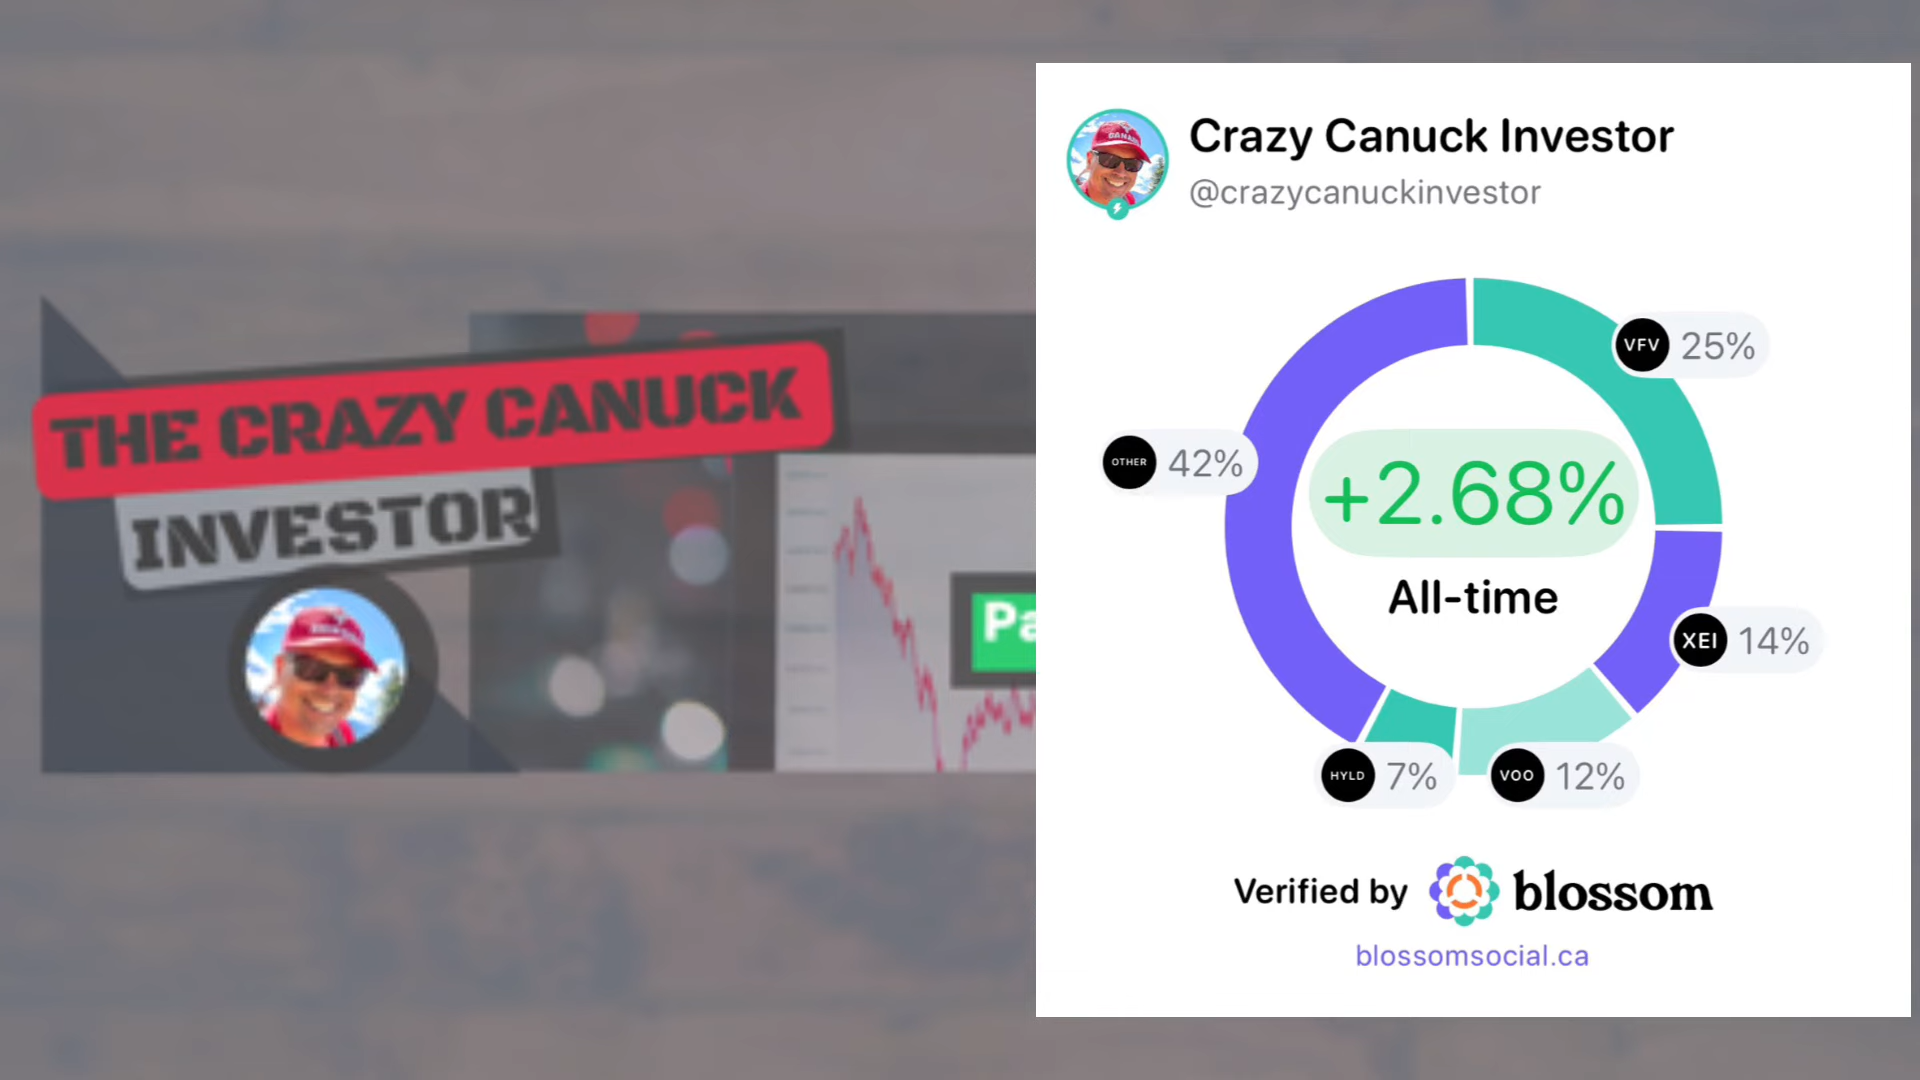 THE CRAZY CANUCK
INVESTOR
Crazy Canuck Investor
@crazycanuckinvestor
VFV 25%
OTHER 42%
+2.68%
All-time
XEI 14%
HYLD 7%
VOO 12%
Verified by blossom
blossomsocial.ca